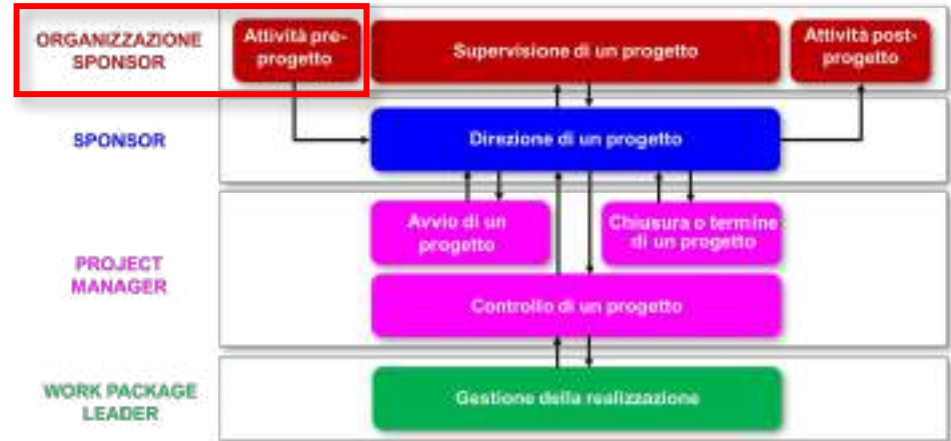 ORGANIZZAZIONE
SPONSOR
Attività pre-
progetto
Supervisione di un progetto
Attività post-
progetto
SPONSOR
Direzione di un progetto
PROJECT
MANAGER
Avvio di un
progetto
Chiusura o termine
di un progetto
Controllo di un progetto
WORK PACKAGE
LEADER
Gestione della realizzazione